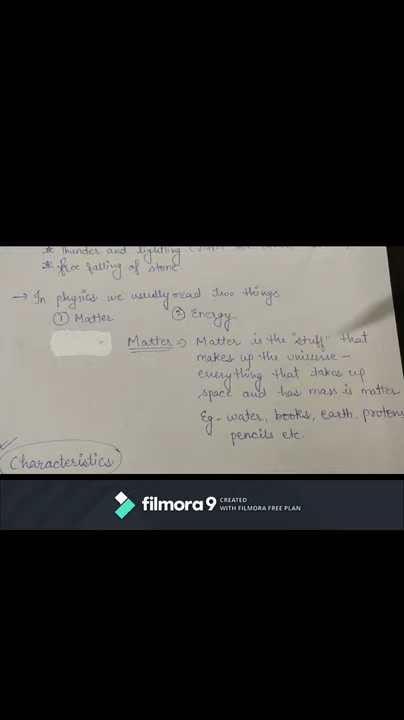 * Thunder and lightling
* free falling of stone.
→ In physics we usually read two things
① Matter ② Energy
Matter ⇒ Matter is the "stuff" that
makes up the universe –
everything that takes up
space and has mass is matter
Eg - water, books, earth, protons,
pencils etc.
Characteristics
filmora 9 CREATED
WITH FILMORA FREE PLAN